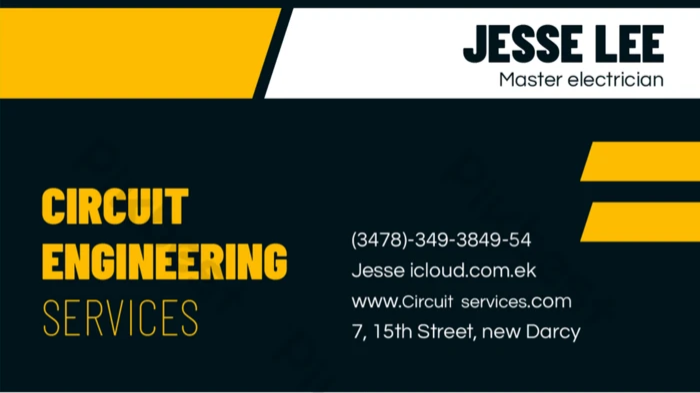 JESSE LEE
Master electrician
CIRCUIT
ENGINEERING
SERVICES
(3478)-349-3849-54
Jesse icloud.com.ek
www.Circuit services.com
7, 15th Street, new Darcy